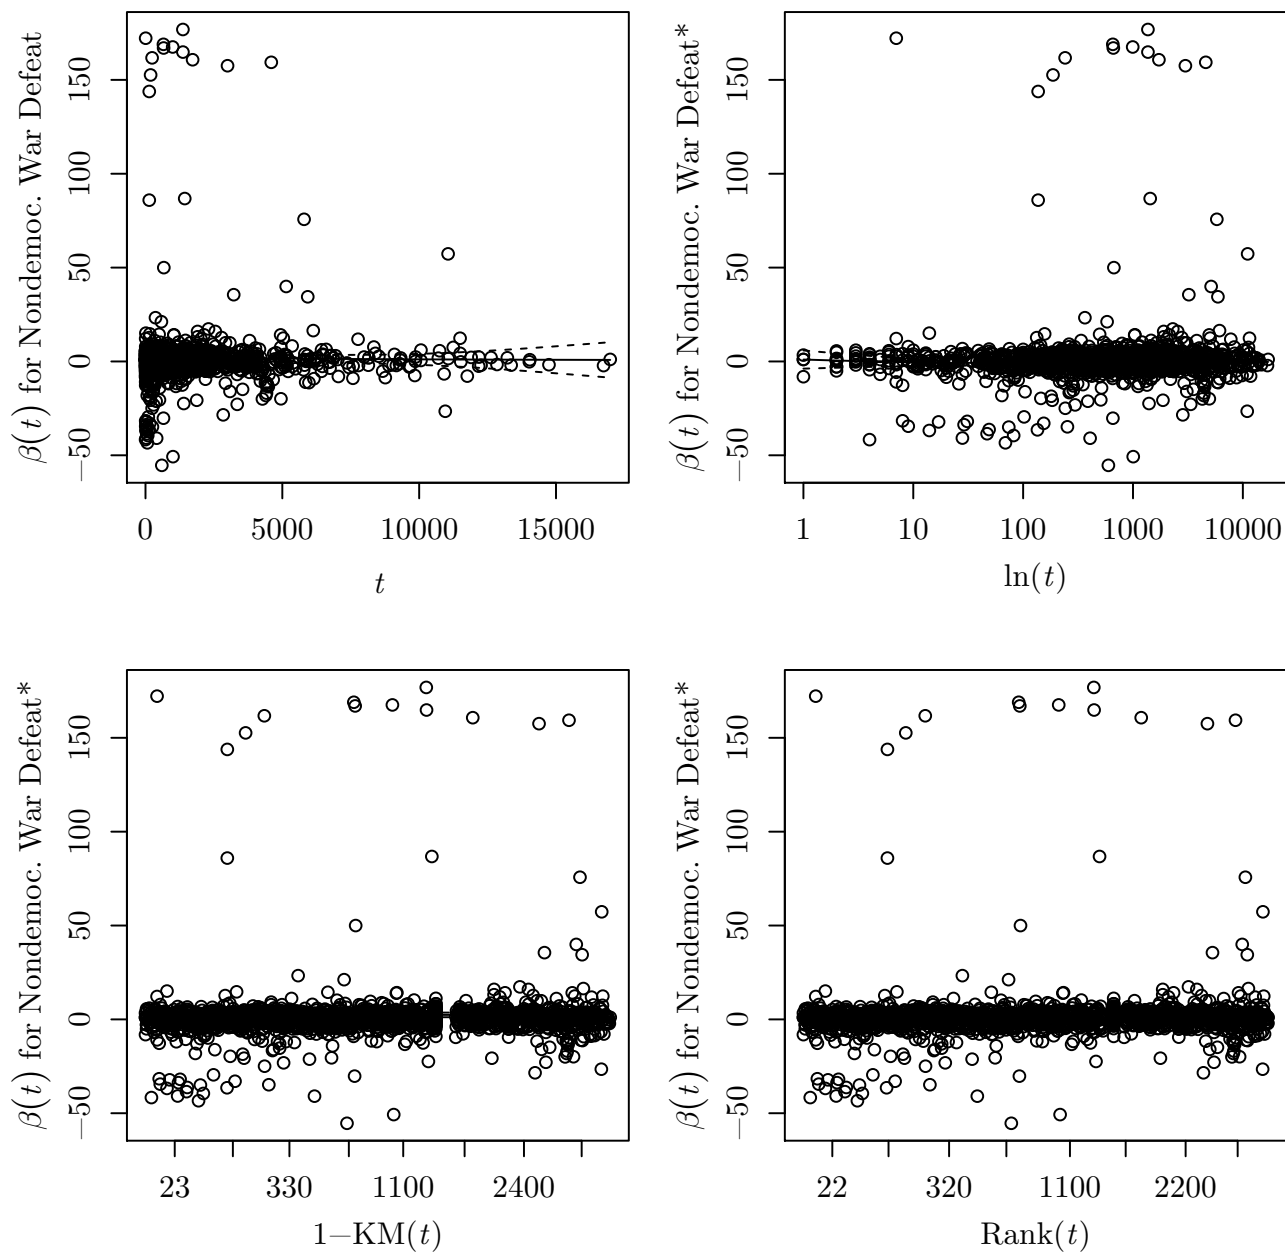 β(t) for Nondemoc. War Defeat
150
100
50
0
−50
0 5000 10000 15000
t
β(t) for Nondemoc. War Defeat*
150
100
50
0
−50
1 10 100 1000 10000
ln(t)
β(t) for Nondemoc. War Defeat*
150
100
50
0
−50
23 330 1100 2400
1−KM(t)
β(t) for Nondemoc. War Defeat*
150
100
50
0
−50
22 320 1100 2200
Rank(t)